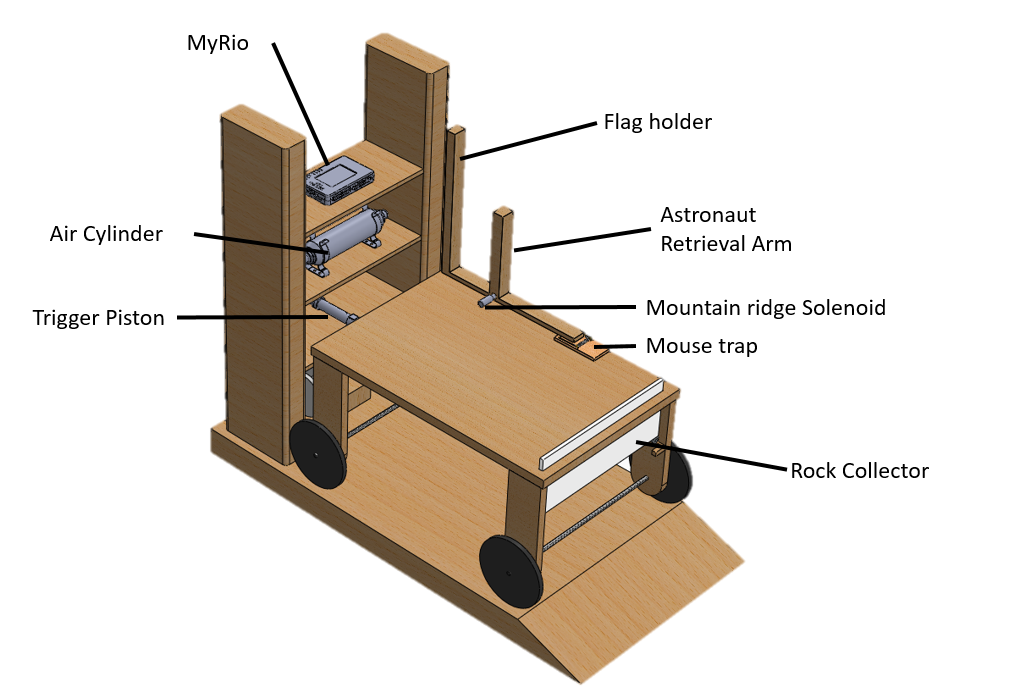 MyRio
Flag holder
Astronaut
Retrieval Arm
Air Cylinder
Mountain ridge Solenoid
Trigger Piston
Mouse trap
Rock Collector